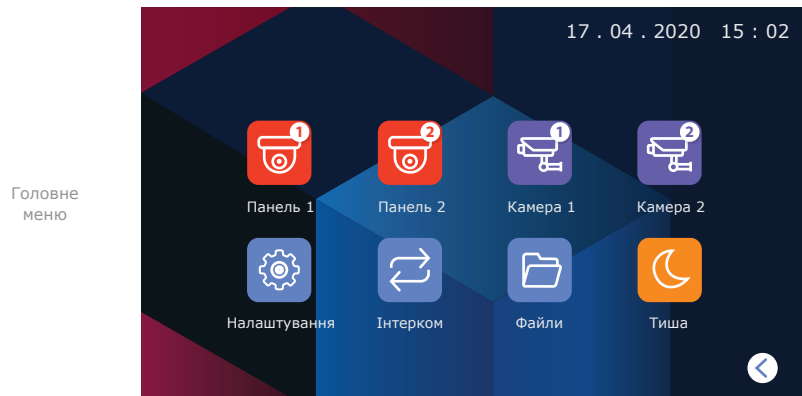 17 . 04 . 2020 15 : 02
1 2 1 2
Панель 1 Панель 2 Камера 1 Камера 2
Головне
меню
Налаштування Інтерком Файли Тиша